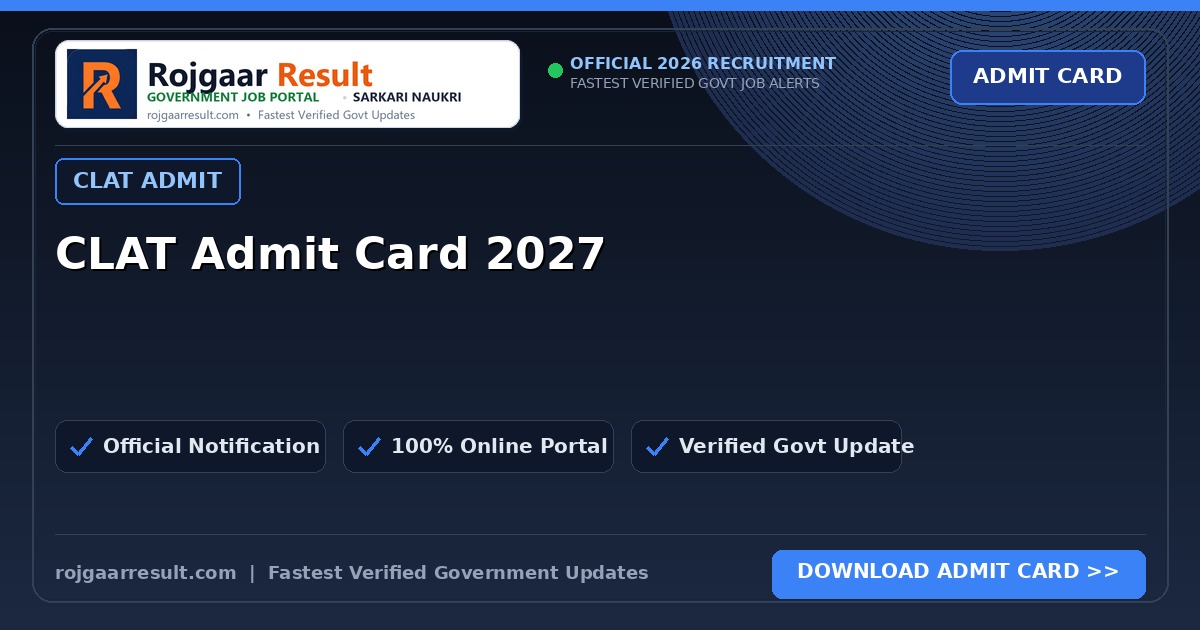 Rojgaar Result
GOVERNMENT JOB PORTAL • SARKARI NAUKRI
rojgaarresult.com • Fastest Verified Govt Updates
OFFICIAL 2026 RECRUITMENT
FASTEST VERIFIED GOVT JOB ALERTS
ADMIT CARD
CLAT ADMIT
CLAT Admit Card 2027
Official Notification
100% Online Portal
Verified Govt Update
rojgaarresult.com | Fastest Verified Government Updates
DOWNLOAD ADMIT CARD >>